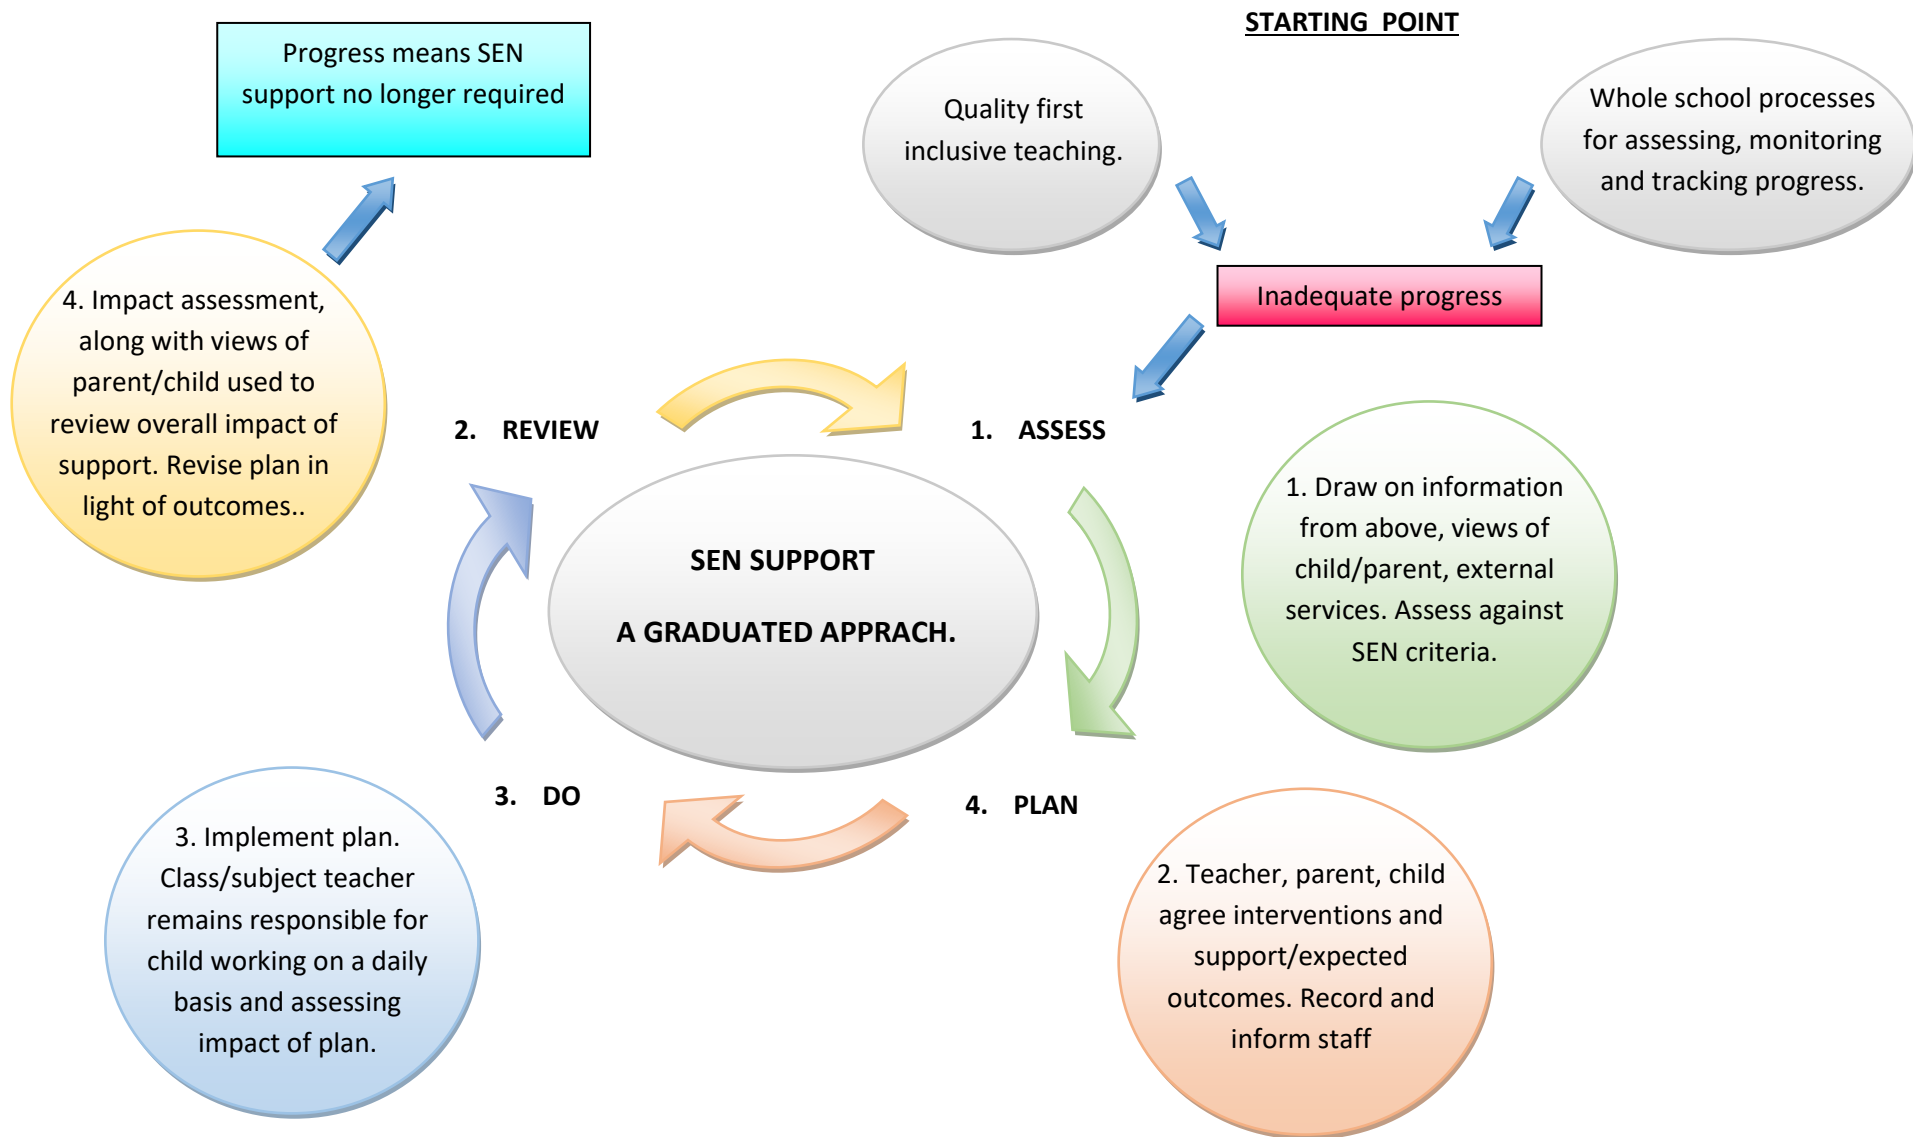 STARTING  POINT
Progress means SEN
support no longer required
Quality first
inclusive teaching.
Whole school processes
for assessing, monitoring
and tracking progress.
Inadequate progress
4. Impact assessment,
along with views of
parent/child used to
review overall impact of
support. Revise plan in
light of outcomes..
2. REVIEW
1. ASSESS
1. Draw on information
from above, views of
child/parent, external
services. Assess against
SEN criteria.
SEN SUPPORT
A GRADUATED APPRACH.
3. DO
4. PLAN
3. Implement plan.
Class/subject teacher
remains responsible for
child working on a daily
basis and assessing
impact of plan.
2. Teacher, parent, child
agree interventions and
support/expected
outcomes. Record and
inform staff